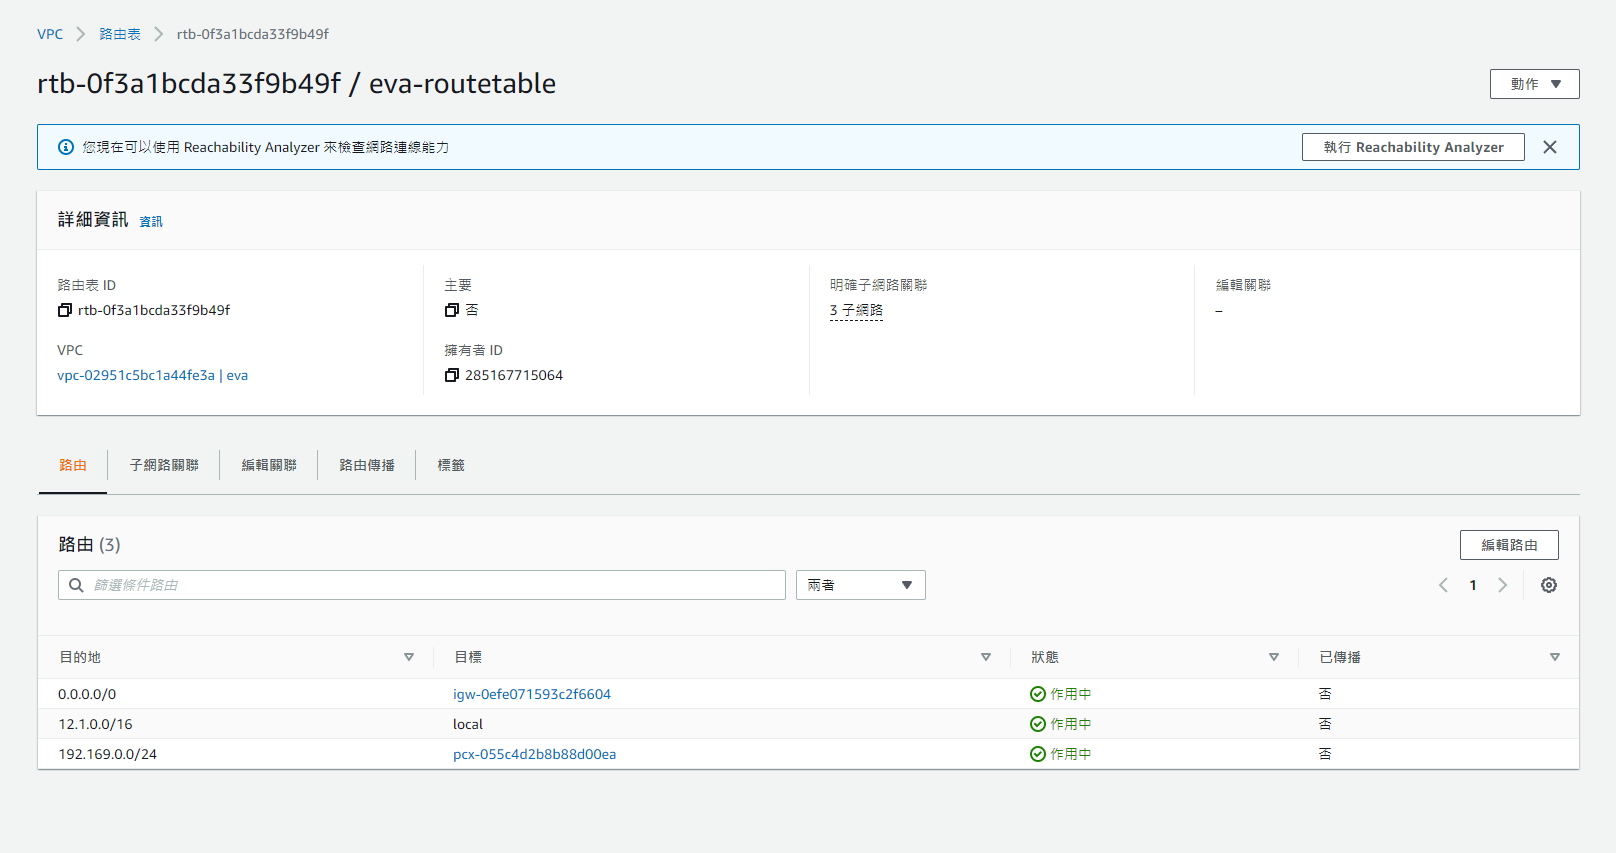 VPC > 路由表 > rtb-0f3a1bcda33f9b49f
rtb-0f3a1bcda33f9b49f / eva-routetable
動作
您現在可以使用 Reachability Analyzer 來檢查網路連線能力
執行 Reachability Analyzer
詳細資訊 資訊
路由表 ID
rtb-0f3a1bcda33f9b49f
主要
否
明確子網路關聯
3 子網路
編輯關聯
–
VPC
vpc-02951c5bc1a44fe3a | eva
擁有者 ID
285167715064
路由 子網路關聯 編輯關聯 路由傳播 標籤
路由 (3)
編輯路由
篩選條件路由
兩者
1
目的地 目標 狀態 已傳播
0.0.0.0/0 igw-0efe071593c2f6604 作用中 否
12.1.0.0/16 local 作用中 否
192.169.0.0/24 pcx-055c4d2b8b88d00ea 作用中 否